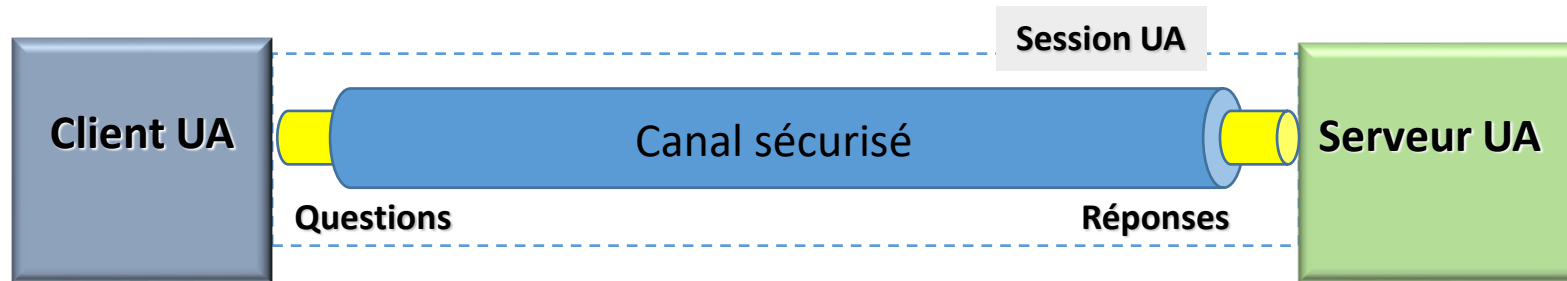 Session UA
Client UA
Canal sécurisé
Serveur UA
Questions
Réponses